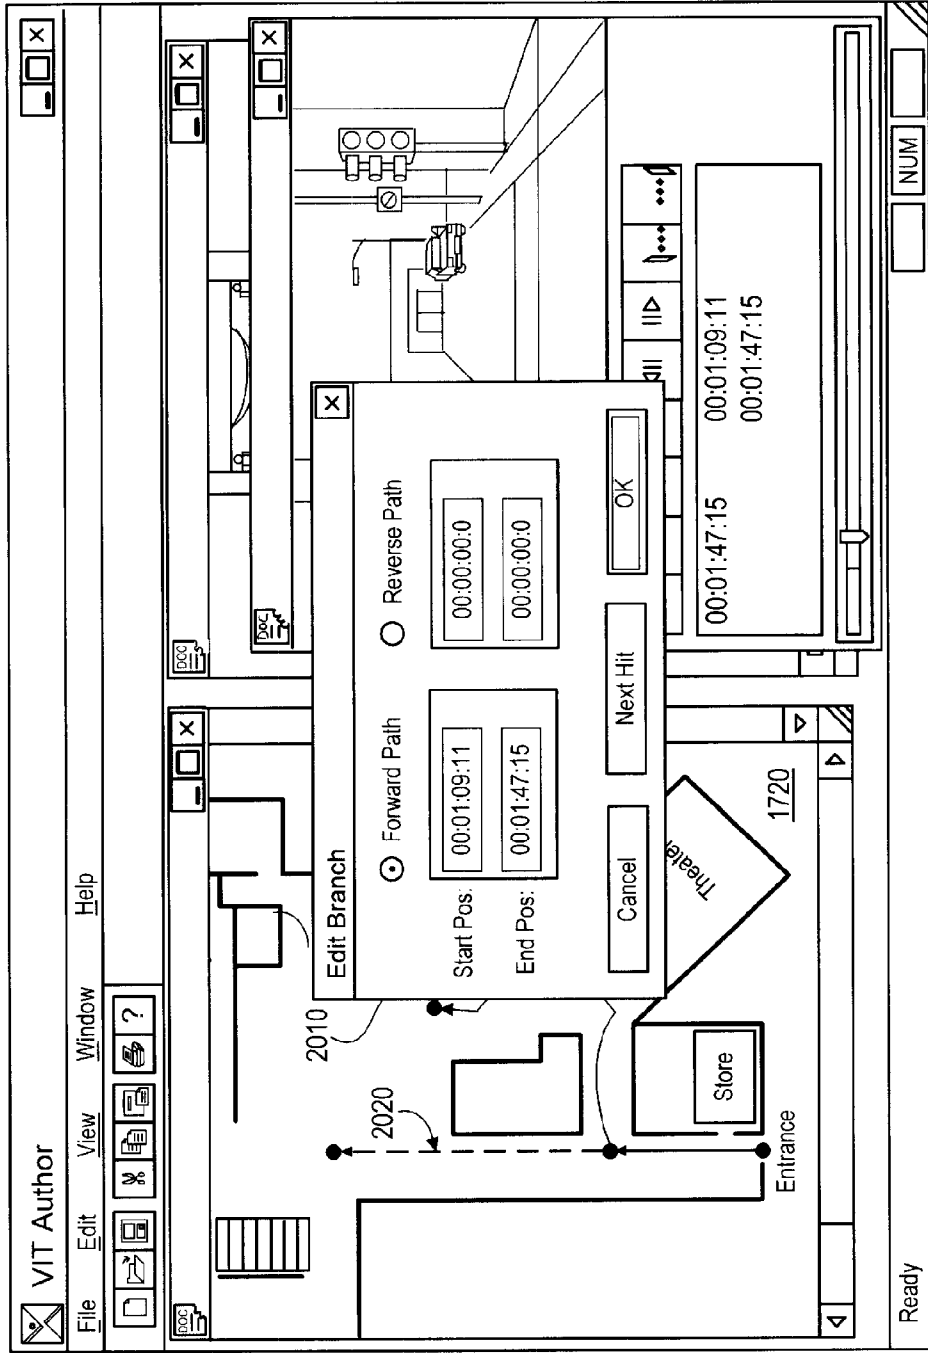 VIT Author
File Edit View Window Help
?
DOC
DOC
DOC
Edit Branch
Forward Path
Reverse Path
Start Pos:
00:01:09:11
00:00:00:0
End Pos:
00:01:47:15
00:00:00:0
Cancel
Next Hit
OK
2010
2020
Store
Theater
Entrance
1720
00:01:47:15
00:01:09:11
00:01:47:15
Ready
NUM